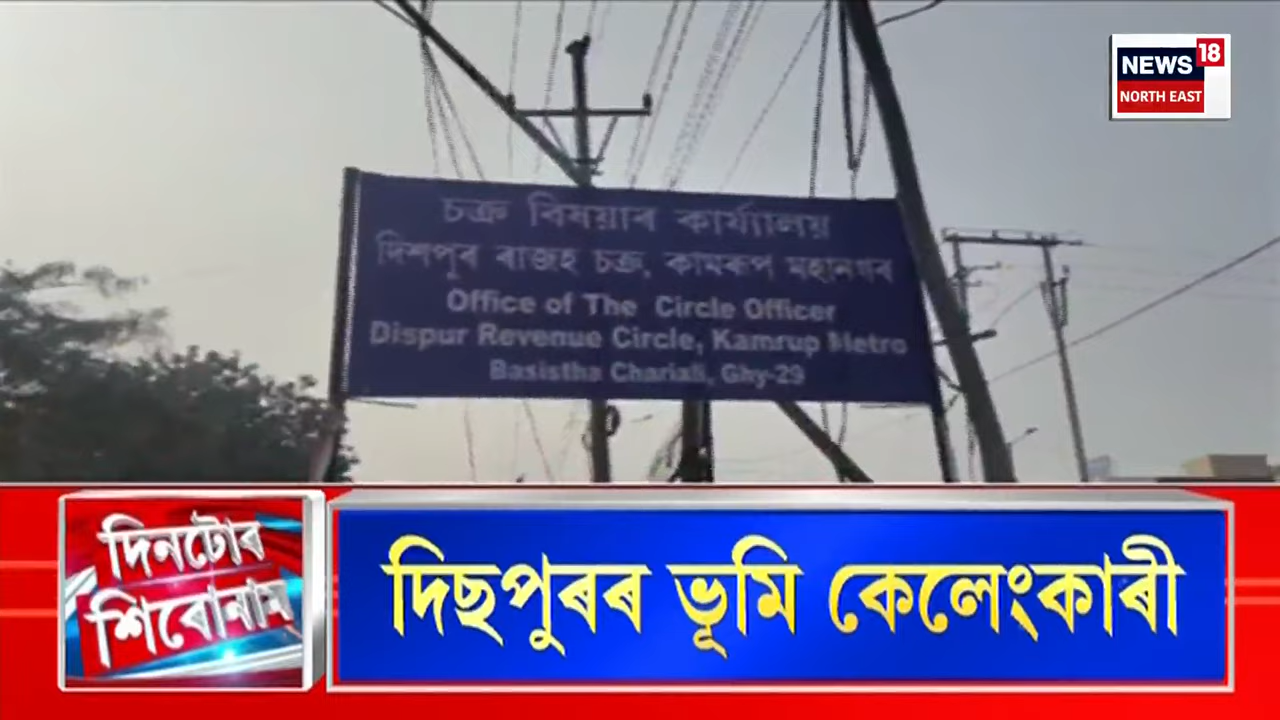 NEWS 18
NORTH EAST
চক্ৰ বিষয়াৰ কাৰ্য্যালয়
দিশপুৰ ৰাজহ চক্ৰ, কামৰূপ মহানগৰ
Office of The Circle Officer
Dispur Revenue Circle, Kamrup Metro
Basistha Chariali, Ghy-29
দিনটোৰ
শিৰোনাম
দিছপুৰৰ ভূমি কেলেংকাৰী